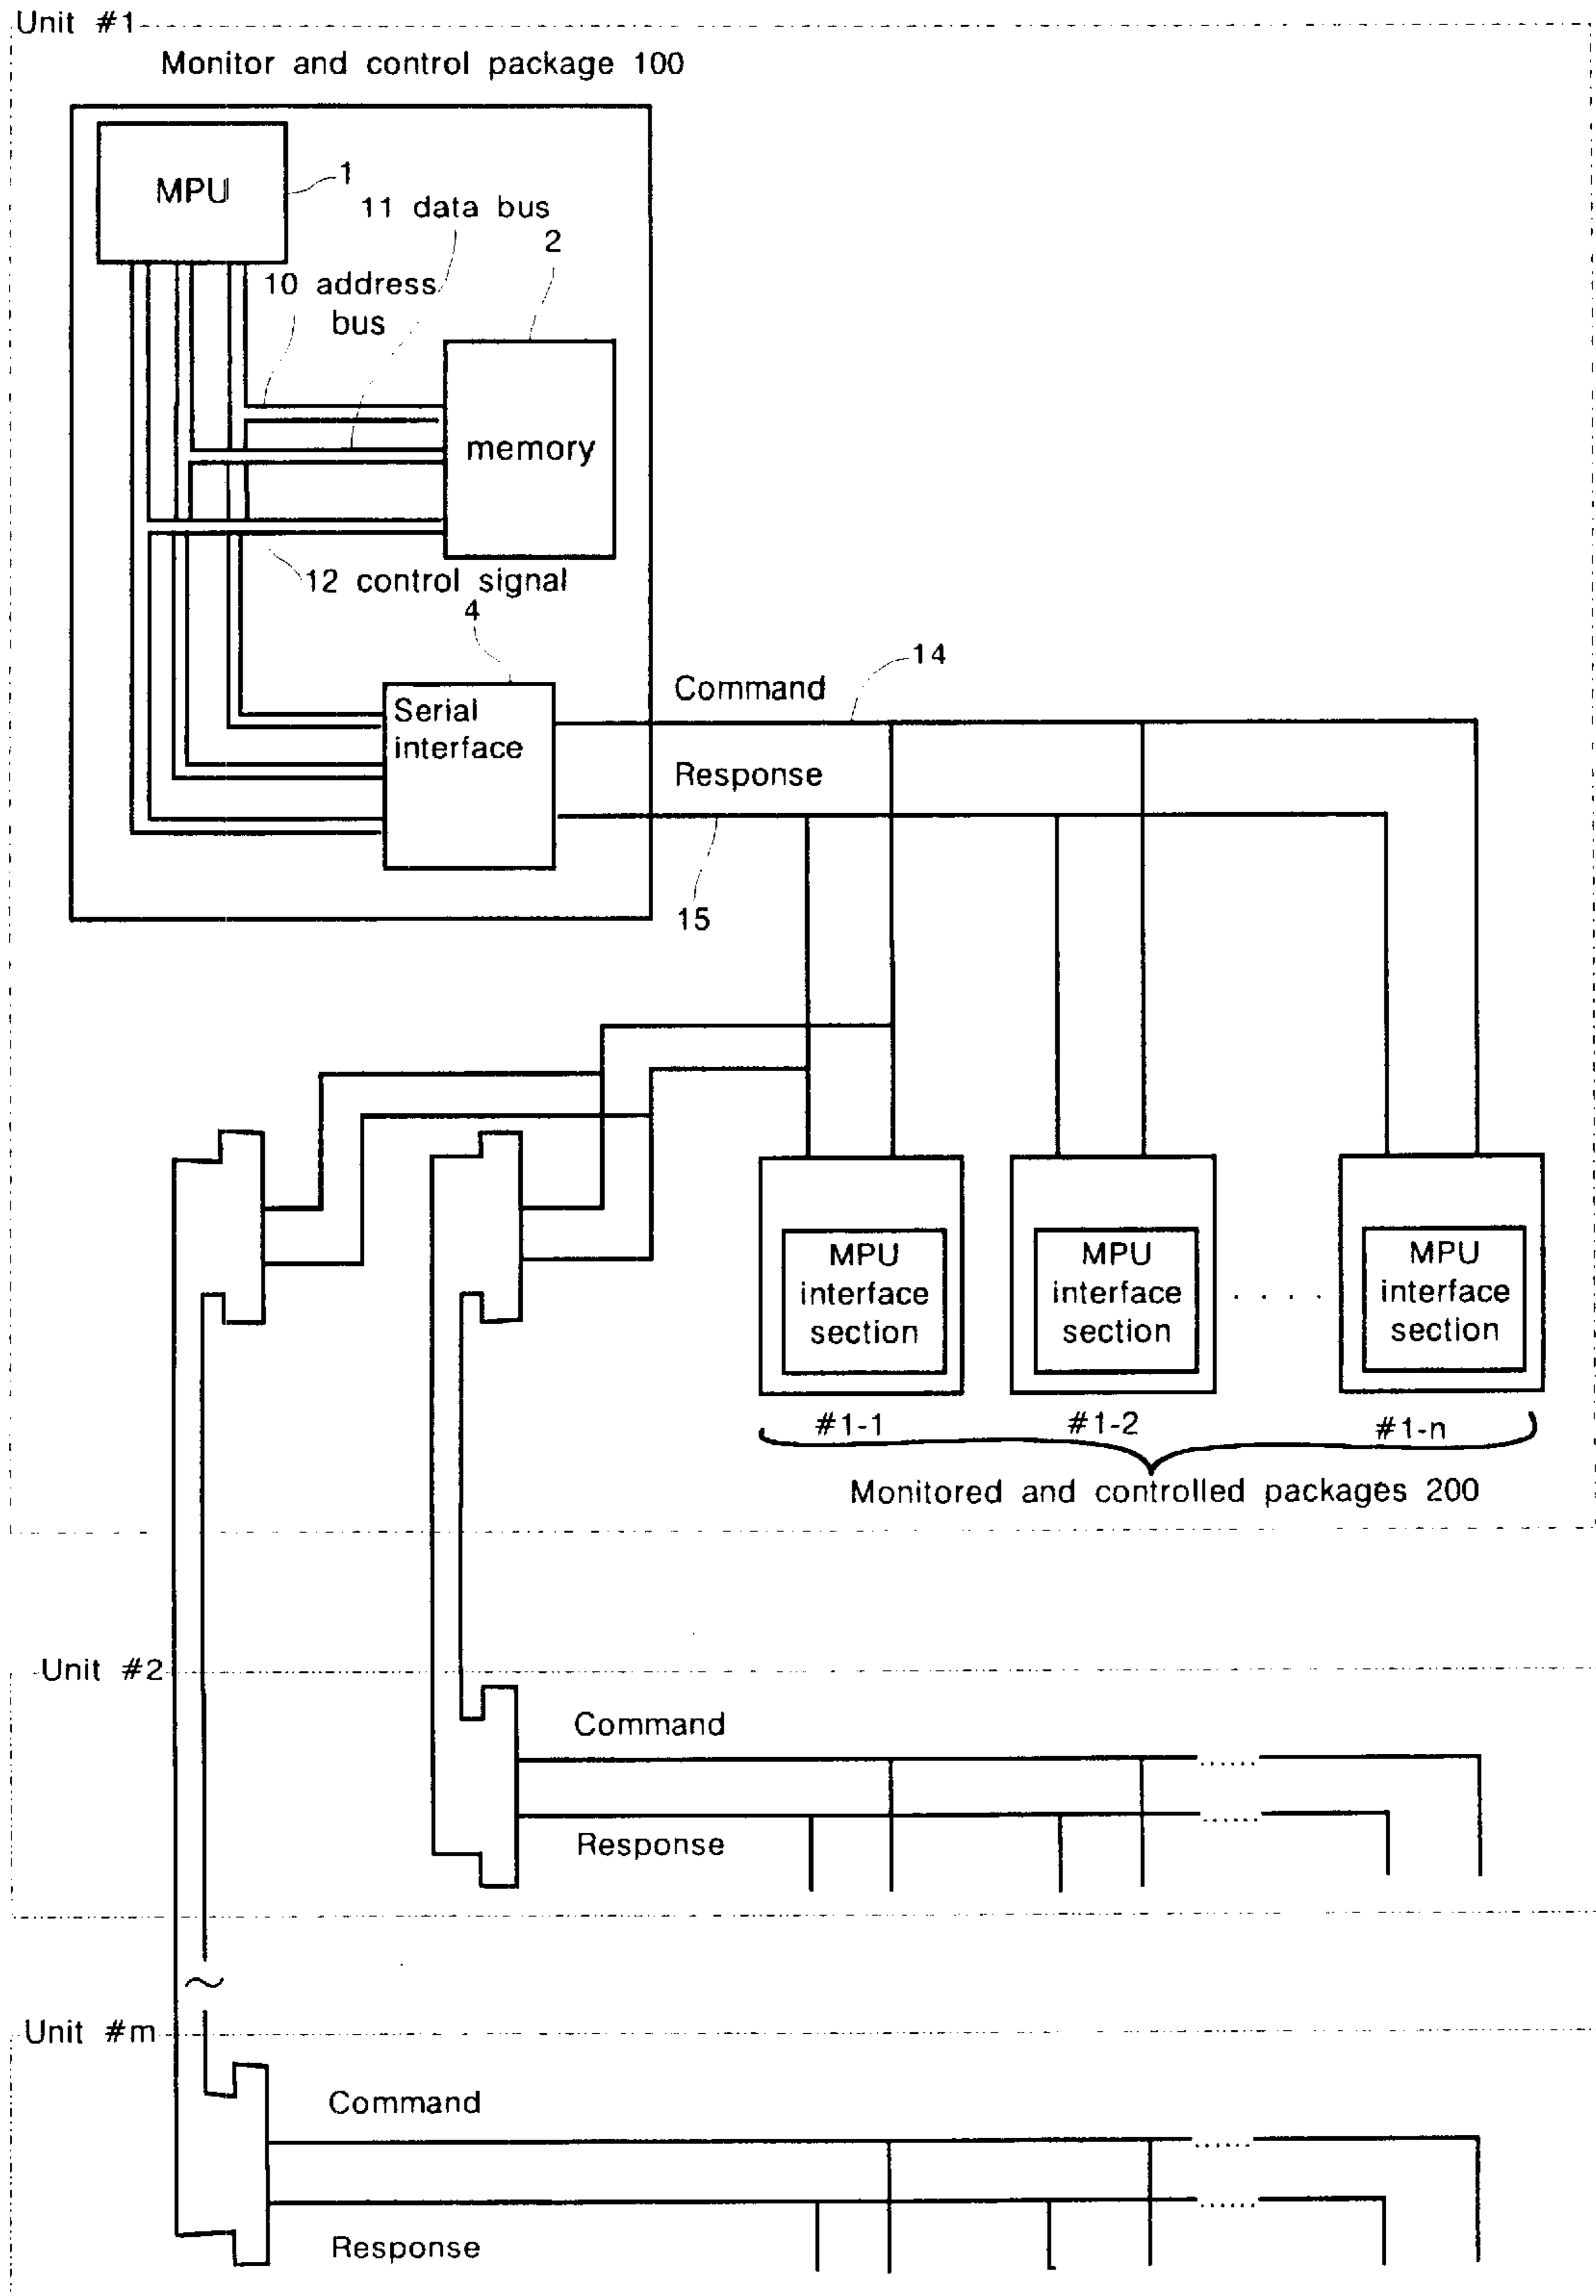 Unit #1
Monitor and control package 100
MPU
1
11 data bus
2
10 address
bus
memory
12 control signal
4
14
Command
Serial
interface
Response
15
MPU
interface
section
MPU
interface
section
. . . .
MPU
interface
section
#1-1
#1-2
#1-n
Monitored and controlled packages 200
Unit #2
Command
......
......
Response
~
Unit #m
Command
......
......
Response